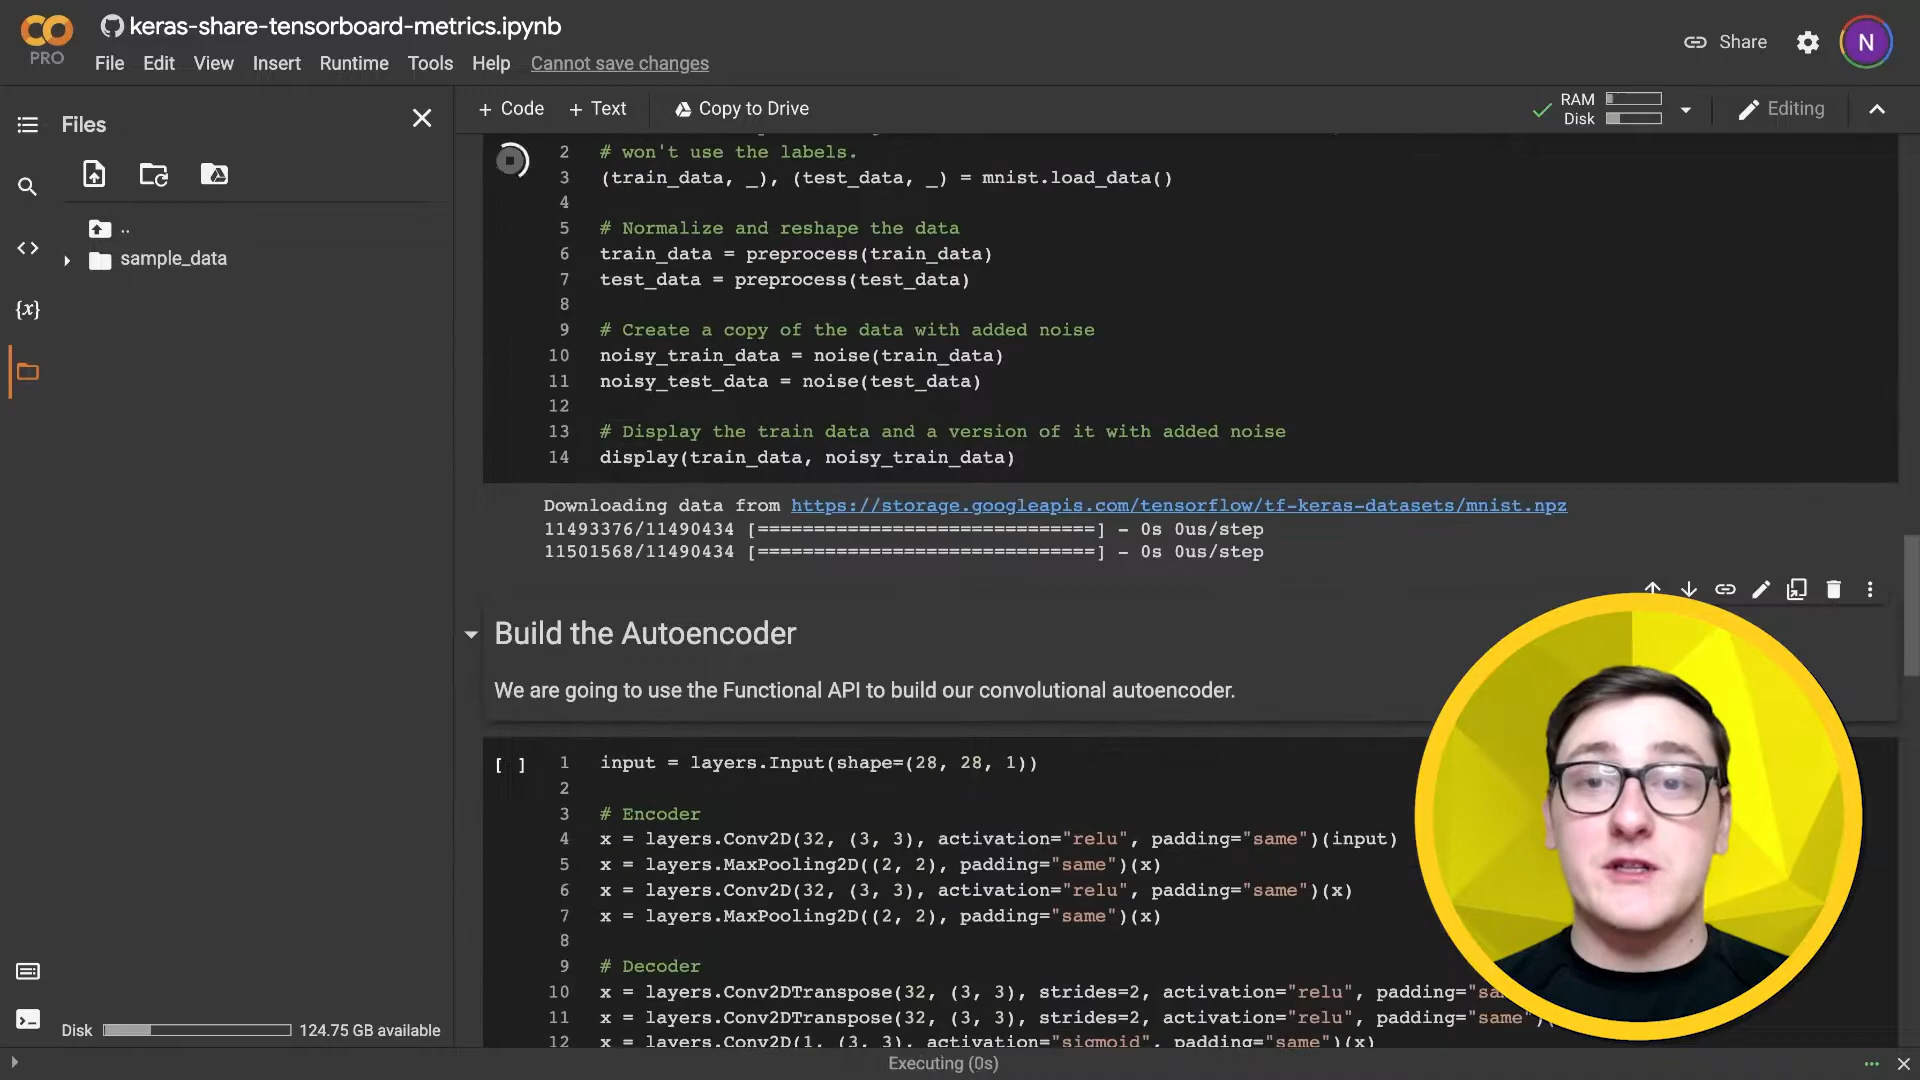 PRO
keras-share-tensorboard-metrics.ipynb
File Edit View Insert Runtime Tools Help Cannot save changes
Share
N
Files
+ Code + Text Copy to Drive
RAM
Disk
Editing
..
sample_data
{x}
2 # won't use the labels.
3 (train_data, _), (test_data, _) = mnist.load_data()
4
5 # Normalize and reshape the data
6 train_data = preprocess(train_data)
7 test_data = preprocess(test_data)
8
9 # Create a copy of the data with added noise
10 noisy_train_data = noise(train_data)
11 noisy_test_data = noise(test_data)
12
13 # Display the train data and a version of it with added noise
14 display(train_data, noisy_train_data)
Downloading data from https://storage.googleapis.com/tensorflow/tf-keras-datasets/mnist.npz
11493376/11490434 [==============================] - 0s 0us/step
11501568/11490434 [==============================] - 0s 0us/step
Build the Autoencoder
We are going to use the Functional API to build our convolutional autoencoder.
[ ] 1 input = layers.Input(shape=(28, 28, 1))
2
3 # Encoder
4 x = layers.Conv2D(32, (3, 3), activation="relu", padding="same")(input)
5 x = layers.MaxPooling2D((2, 2), padding="same")(x)
6 x = layers.Conv2D(32, (3, 3), activation="relu", padding="same")(x)
7 x = layers.MaxPooling2D((2, 2), padding="same")(x)
8
9 # Decoder
10 x = layers.Conv2DTranspose(32, (3, 3), strides=2, activation="relu", padding="sa
11 x = layers.Conv2DTranspose(32, (3, 3), strides=2, activation="relu", padding="same")(
12 x = layers.Conv2D(1, (3, 3), activation="sigmoid", padding="same")(x)
Disk 124.75 GB available
Executing (0s)